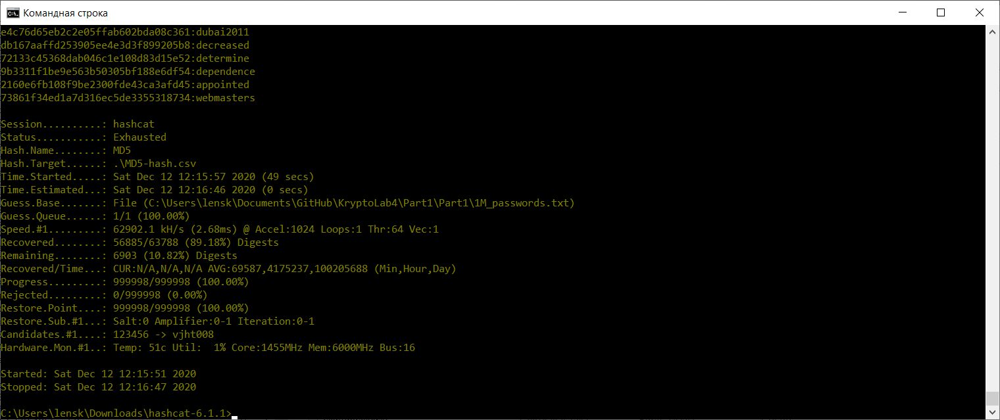 Командная строка
e4c76d65eb2c2e05ffab602bda08c361:dubai2011
db167aaffd253905ee4e3d3f899205b8:decreased
72133c45368dab046c1e108d83d15e52:determine
9b3311f1be9e563b50305bf188e6df54:dependence
2160e6fb108f9be2300fde43ca3afd45:appointed
73861f34ed1a7d316ec5de3355318734:webmasters
Session..........: hashcat
Status...........: Exhausted
Hash.Name........: MD5
Hash.Target......: .\MD5-hash.csv
Time.Started.....: Sat Dec 12 12:15:57 2020 (49 secs)
Time.Estimated...: Sat Dec 12 12:16:46 2020 (0 secs)
Guess.Base.......: File (C:\Users\lensk\Documents\GitHub\KryptoLab4\Part1\Part1\1M_passwords.txt)
Guess.Queue......: 1/1 (100.00%)
Speed.#1.........: 62902.1 kH/s (2.68ms) @ Accel:1024 Loops:1 Thr:64 Vec:1
Recovered........: 56885/63788 (89.18%) Digests
Remaining........: 6903 (10.82%) Digests
Recovered/Time...: CUR:N/A,N/A,N/A AVG:69587,4175237,100205688 (Min,Hour,Day)
Progress.........: 999998/999998 (100.00%)
Rejected.........: 0/999998 (0.00%)
Restore.Point....: 999998/999998 (100.00%)
Restore.Sub.#1...: Salt:0 Amplifier:0-1 Iteration:0-1
Candidates.#1....: 123456 -> vjht008
Hardware.Mon.#1..: Temp: 51c Util:  1% Core:1455MHz Mem:6000MHz Bus:16
Started: Sat Dec 12 12:15:51 2020
Stopped: Sat Dec 12 12:16:47 2020
C:\Users\lensk\Downloads\hashcat-6.1.1>